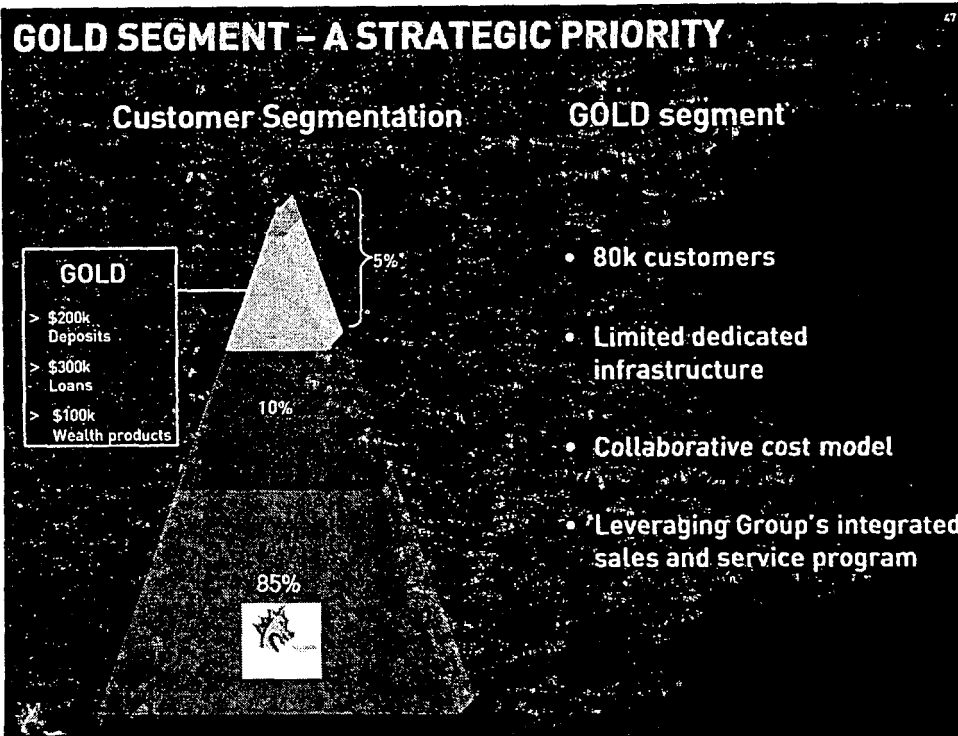 47
GOLD SEGMENT – A STRATEGIC PRIORITY
Customer Segmentation
GOLD segment
5%
GOLD
> $200k
Deposits
> $300k
Loans
> $100k
Wealth products
10%
85%
• 80k customers
• Limited dedicated
infrastructure
• Collaborative cost model
• Leveraging Group's integrated
sales and service program